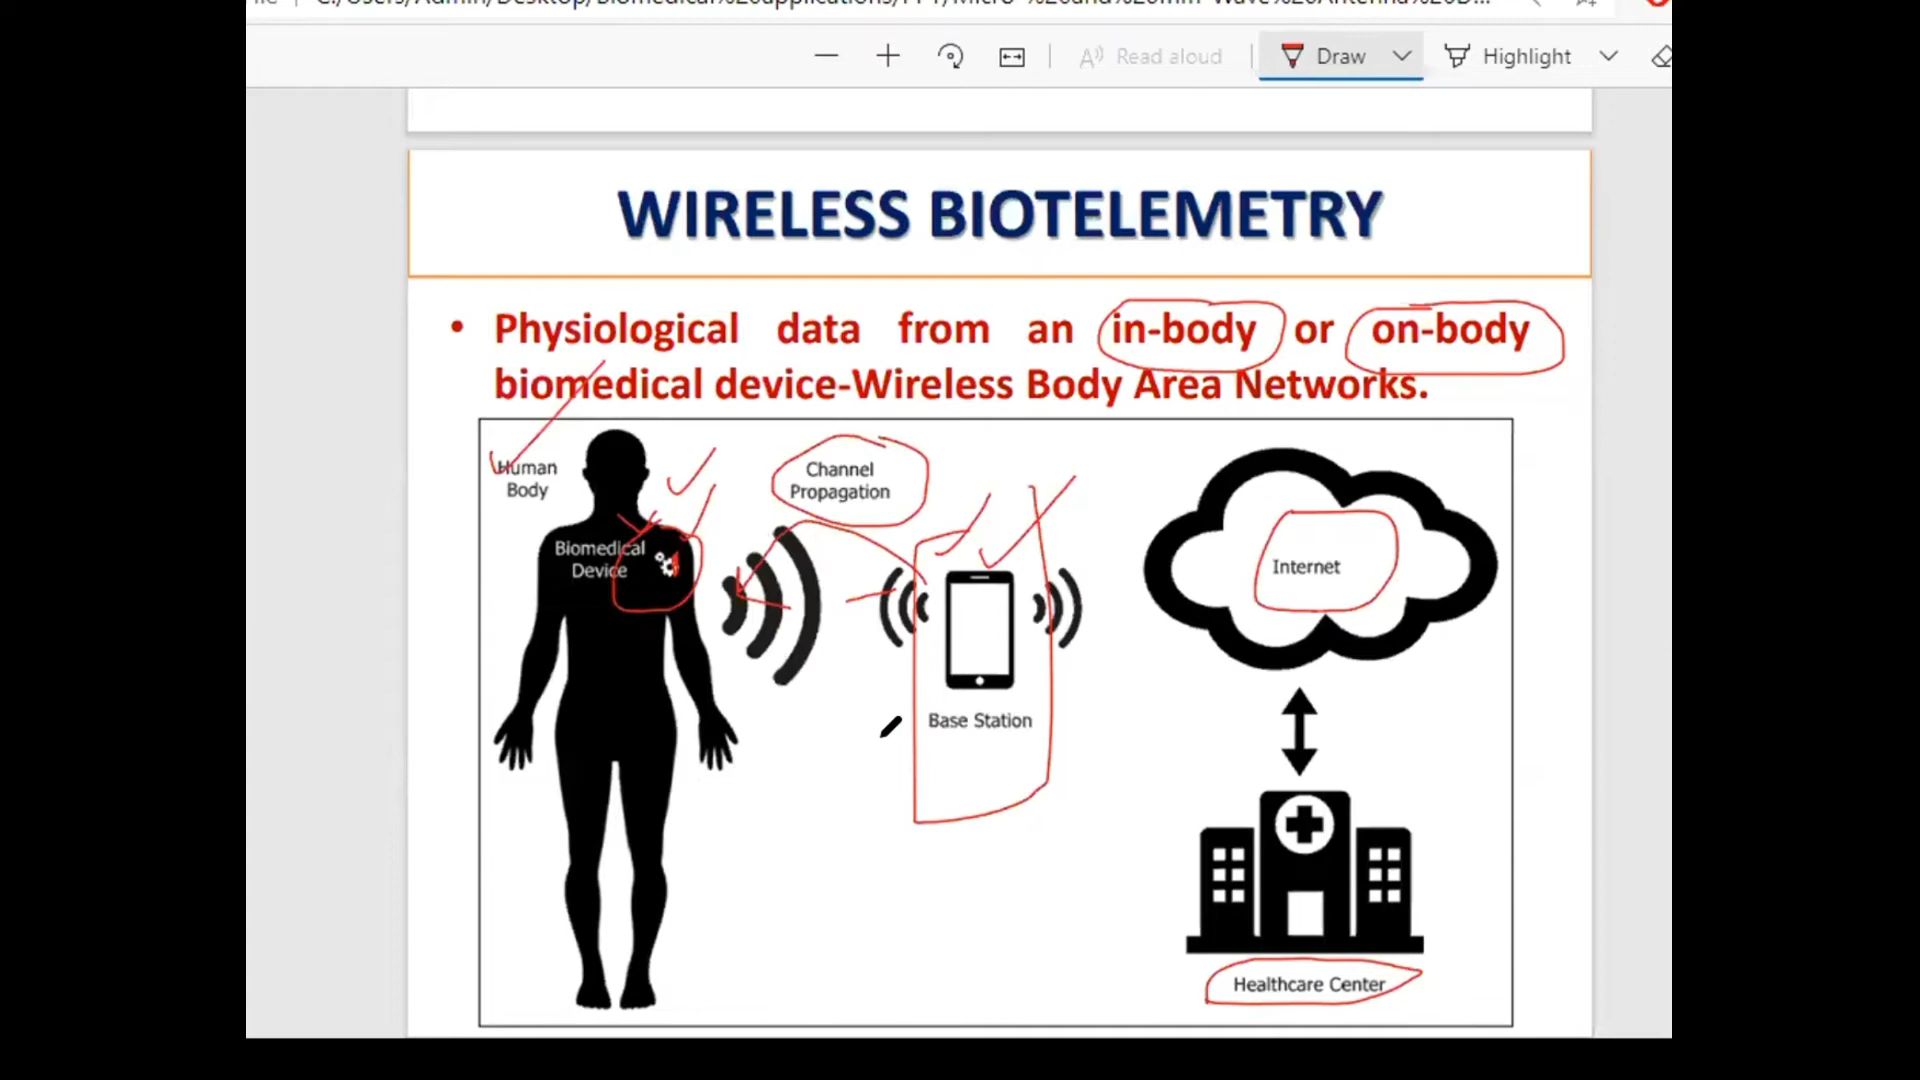 Read aloud
Draw
Highlight
WIRELESS BIOTELEMETRY
• Physiological data from an in-body or on-body
biomedical device-Wireless Body Area Networks.
Human
Body
Biomedical
Device
Channel
Propagation
Base Station
Internet
Healthcare Center